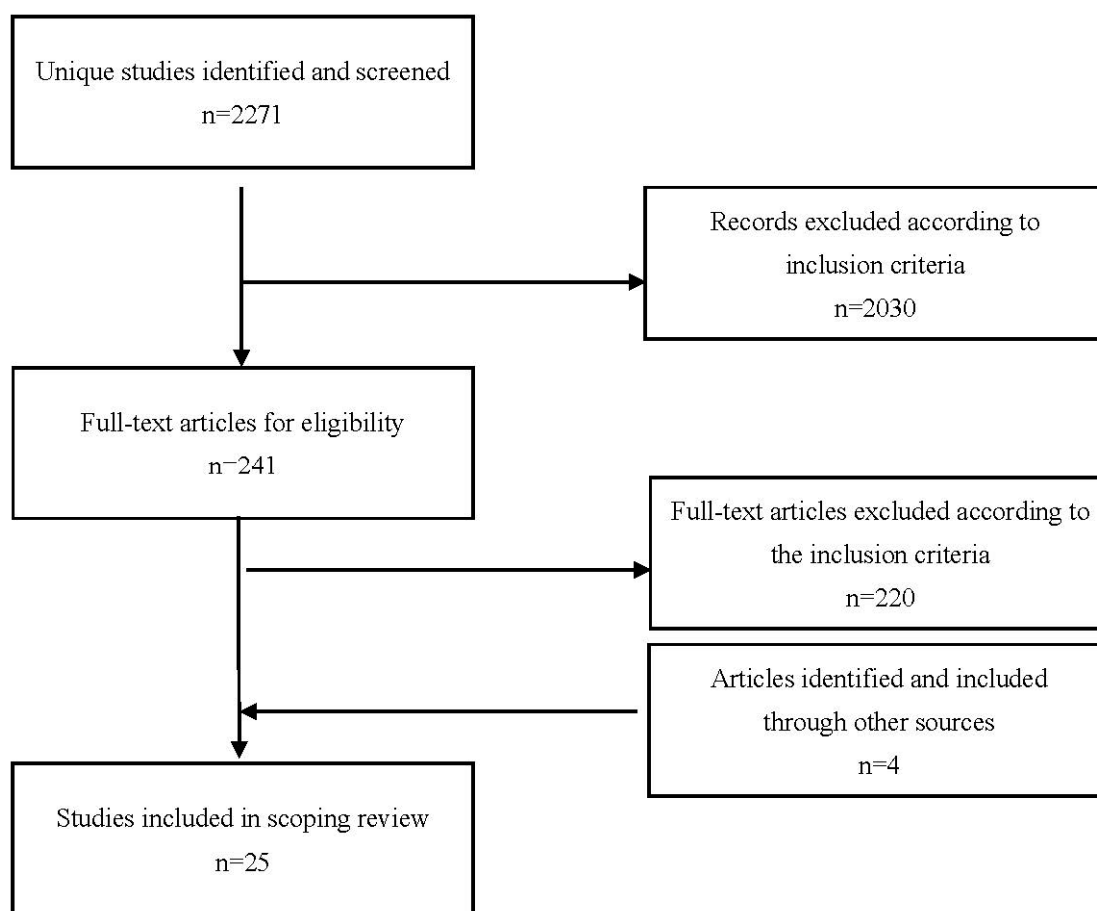 Unique studies identified and screened
n=2271
Records excluded according to
inclusion criteria
n=2030
Full-text articles for eligibility
n=241
Full-text articles excluded according to
the inclusion criteria
n=220
Articles identified and included
through other sources
n=4
Studies included in scoping review
n=25